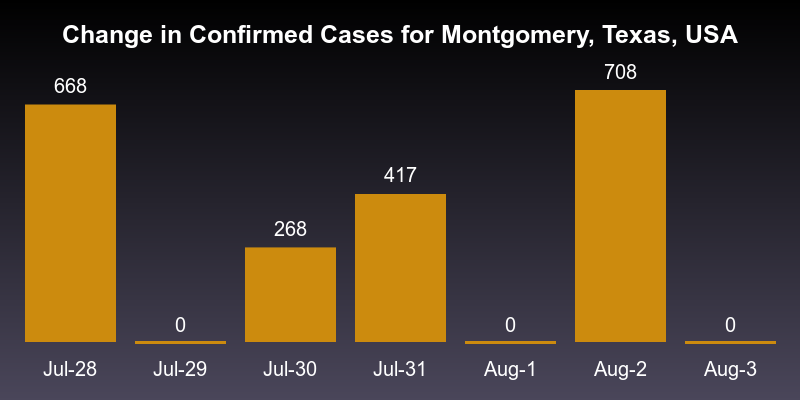 Change in Confirmed Cases for Montgomery, Texas, USA
668
0
268
417
0
708
0
Jul-28
Jul-29
Jul-30
Jul-31
Aug-1
Aug-2
Aug-3